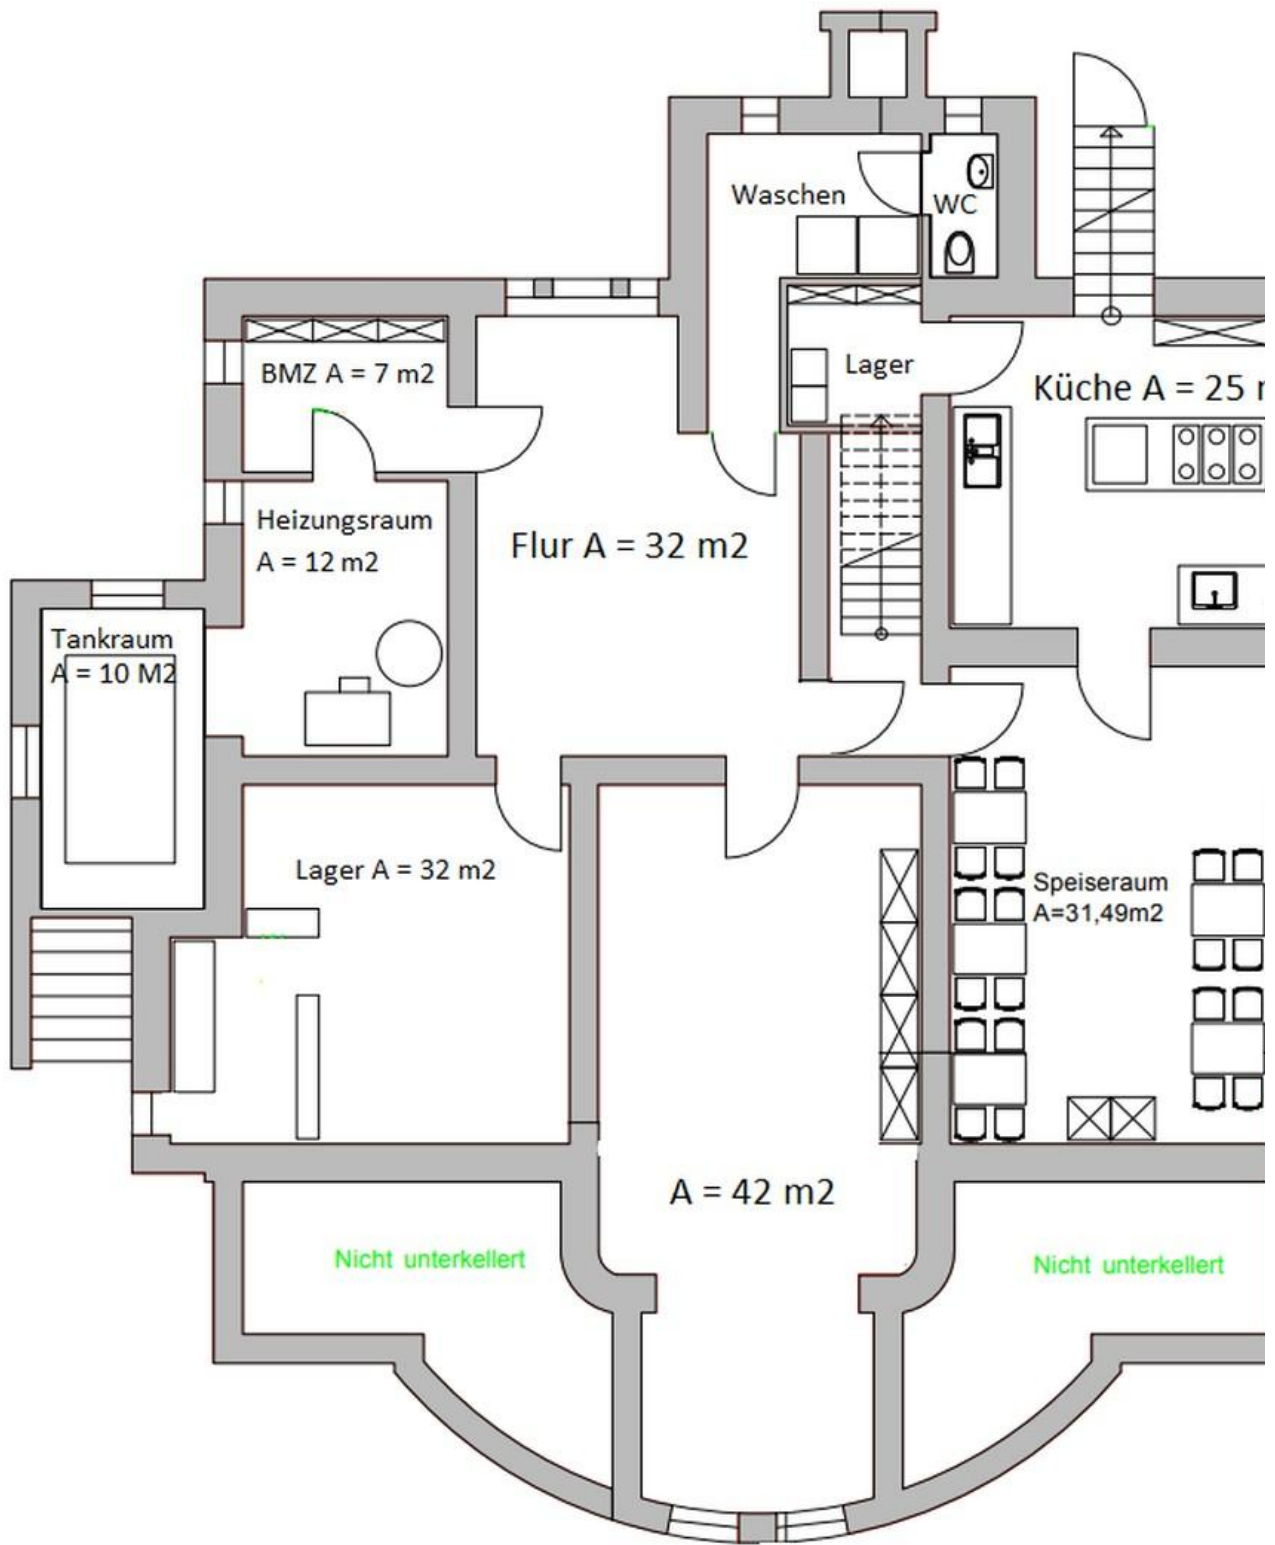 Waschen
WC
BMZ A = 7 m2
Lager
Küche A = 25
Heizungsraum
A = 12 m2
Flur A = 32 m2
Tankraum
A = 10 M2
Lager A = 32 m2
Speiseraum
A=31,49m2
A = 42 m2
Nicht unterkellert
Nicht unterkellert